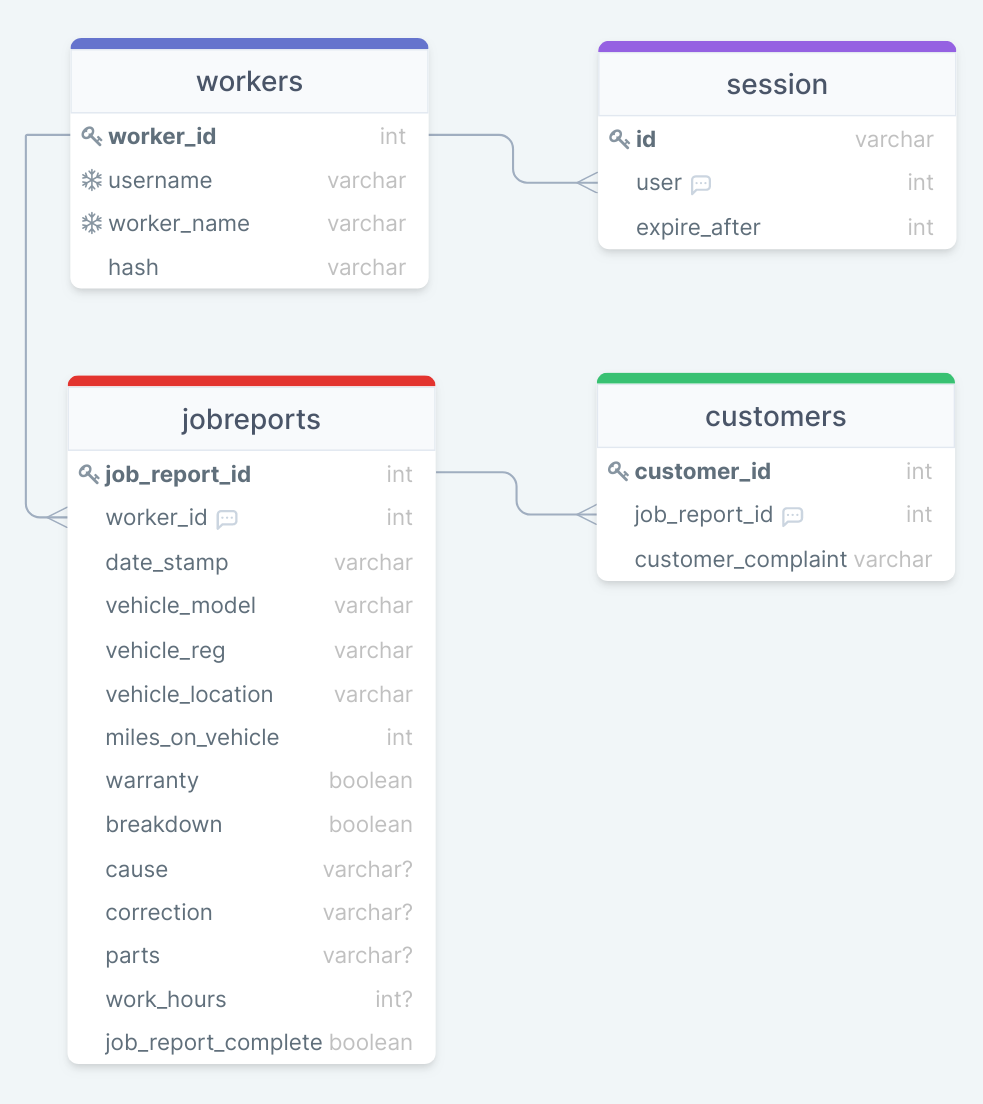 workers
worker_id int
username varchar
worker_name varchar
hash varchar
session
id varchar
user int
expire_after int
jobreports
job_report_id int
worker_id int
date_stamp varchar
vehicle_model varchar
vehicle_reg varchar
vehicle_location varchar
miles_on_vehicle int
warranty boolean
breakdown boolean
cause varchar?
correction varchar?
parts varchar?
work_hours int?
job_report_complete boolean
customers
customer_id int
job_report_id int
customer_complaint varchar